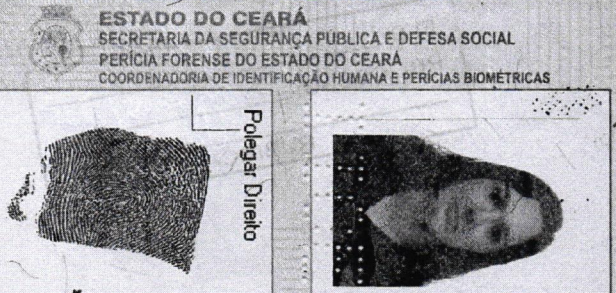 ESTADO DO CEARÁ
SECRETARIA DA SEGURANÇA PUBLICA E DEFESA SOCIAL
PERÍCIA FORENSE DO ESTADO DO CEARÁ
COORDENADORIA DE IDENTIFICAÇÃO HUMANA E PERÍCIAS BIOMÉTRICAS
Polegar Direito